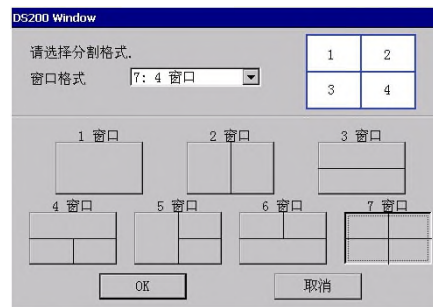 DS200 Window
请选择分割格式.
窗口格式 7: 4 窗口
1 2
3 4
1 窗口 2 窗口 3 窗口
4 窗口 5 窗口 6 窗口 7 窗口
OK 取消